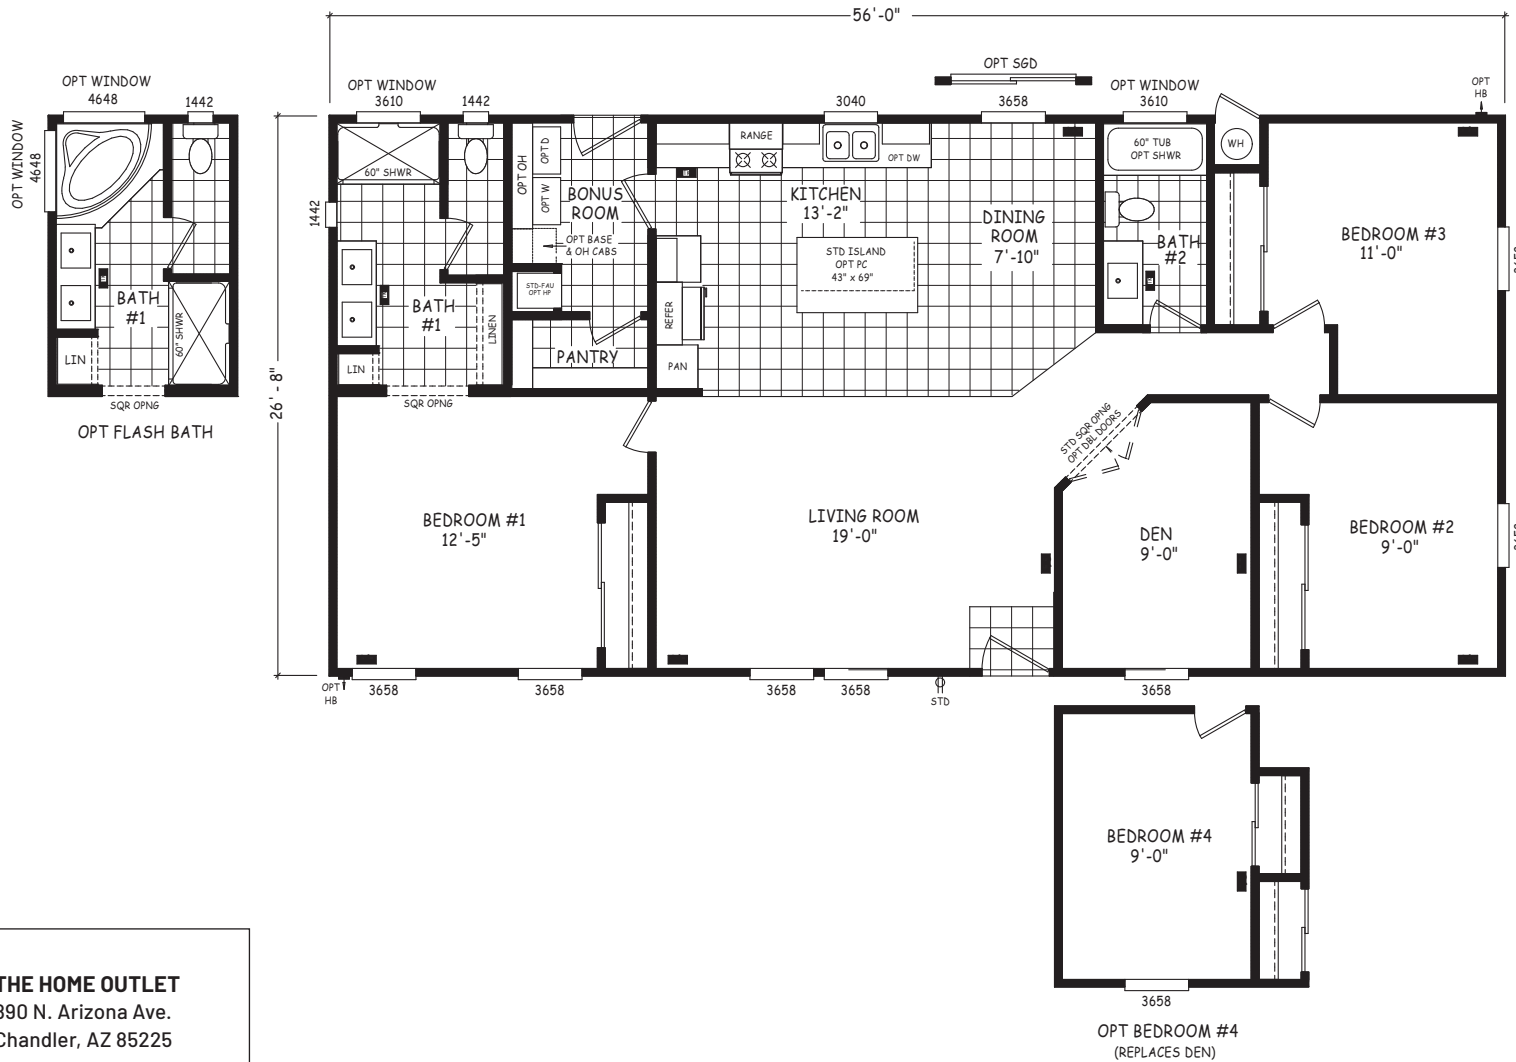 56'-0"
OPT SGD
OPT WINDOW
4648
1442
OPT WINDOW
4648
60" SHWR
BATH
#1
LIN
SQR OPNG
OPT FLASH BATH
26'-8"
OPT WINDOW
3610
1442
1442
60" SHWR
BATH
#1
LINEN
LIN
SQR OPNG
OPT OH
OPT D
OPT W
BONUS
ROOM
OPT BASE
& OH CABS
STD-FAU
OPT HP
PANTRY
3040
3658
RANGE
OPT DW
KITCHEN
13'-2"
STD ISLAND
OPT PC
43" x 69"
REFER
PAN
DINING
ROOM
7'-10"
OPT WINDOW
3610
60" TUB
OPT SHWR
BATH
#2
WH
OPT
HB
BEDROOM #3
11'-0"
BEDROOM #1
12'-5"
LIVING ROOM
19'-0"
STD SQR OPNG
OPT DBL DOORS
DEN
9'-0"
BEDROOM #2
9'-0"
OPT
HB
3658
3658
3658
3658
STD
3658
BEDROOM #4
9'-0"
3658
OPT BEDROOM #4
(REPLACES DEN)
THE HOME OUTLET
890 N. Arizona Ave.
Chandler, AZ 85225